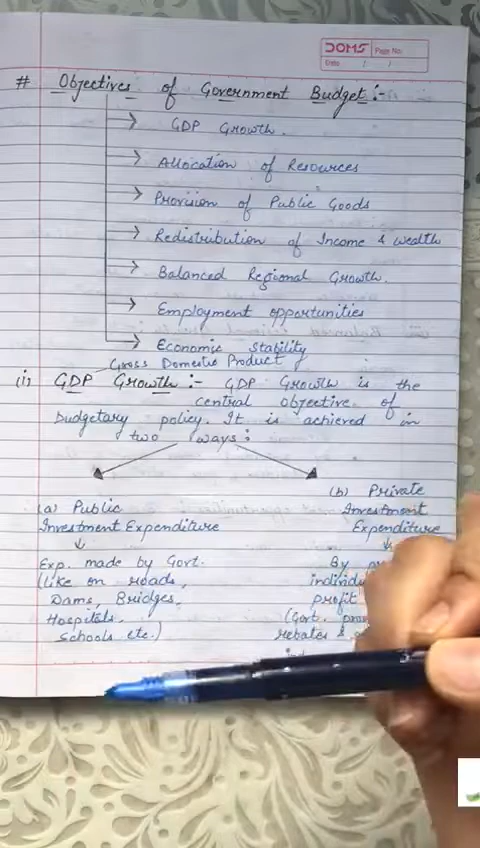 DOMS Page No.
Date / /
# Objectives of Government Budget :-
→ GDP Growth.
→ Allocation of Resources
→ Provision of Public Goods
→ Redistribution of Income & wealth
→ Balanced Regional Growth.
→ Employment opportunities
→ Economic Stability
Gross Domestic Product
(i) GDP Growth :- GDP Growth is the
central objective of
Budgetary policy. It is achieved in
two ways :
(a) Public
Investment Expenditure
↓
Exp. made by Govt.
(like on roads,
Dams, Bridges,
Hospitals,
Schools etc.)
(b) Private
Investment
Expenditure
↓
By
profit
(Govt.
rebates &